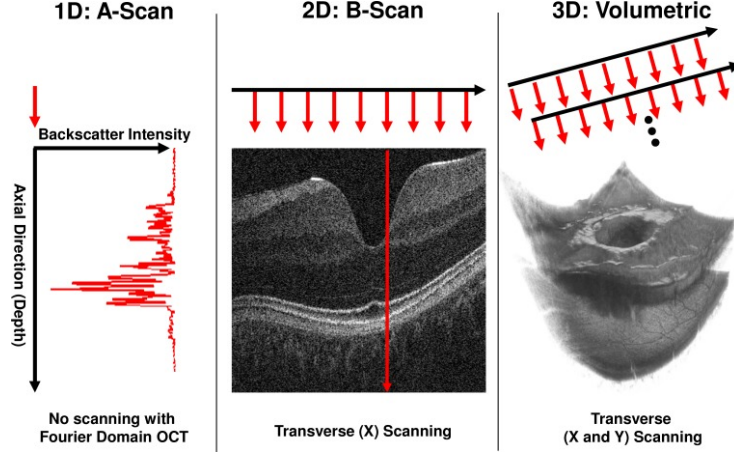 1D: A-Scan
Backscatter Intensity
Axial Direction (Depth)
No scanning with
Fourier Domain OCT
2D: B-Scan
Transverse (X) Scanning
3D: Volumetric
Transverse
(X and Y) Scanning